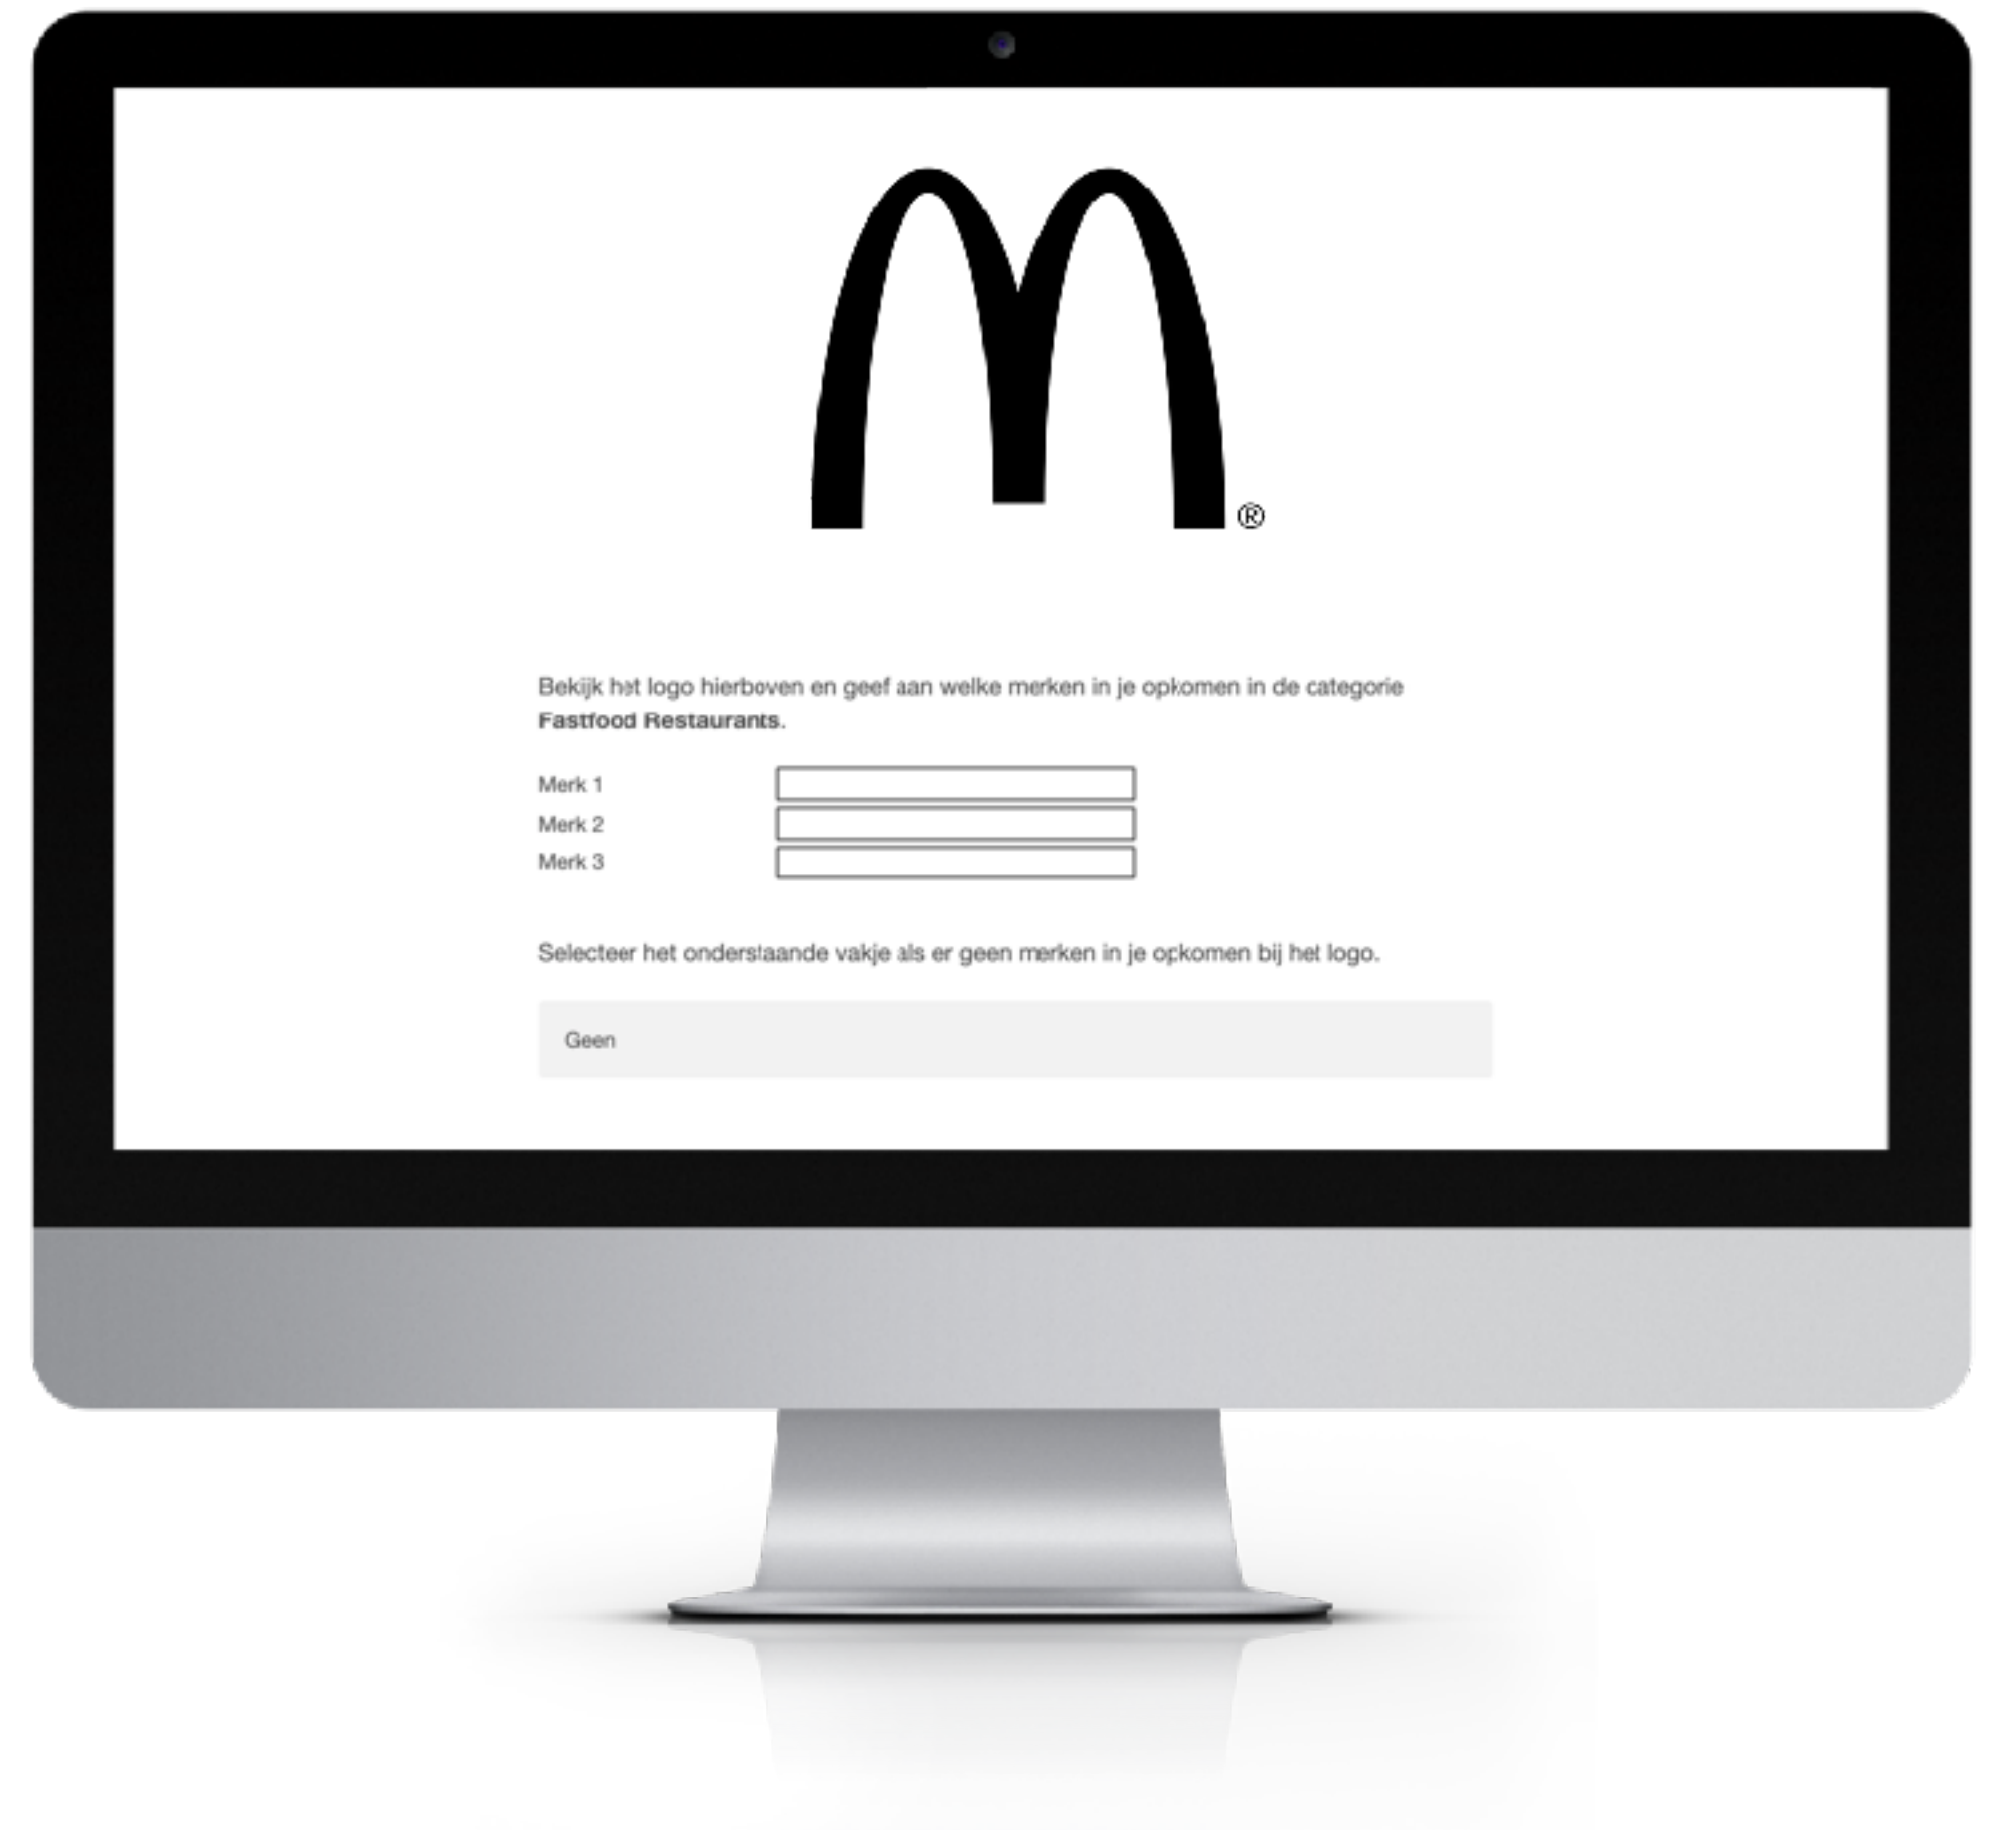 ®
Bekijk het logo hierboven en geef aan welke merken in je opkomen in de categorie
Fastfood Restaurants.
Merk 1
Merk 2
Merk 3
Selecteer het onderstaande vakje als er geen merken in je opkomen bij het logo.
Geen